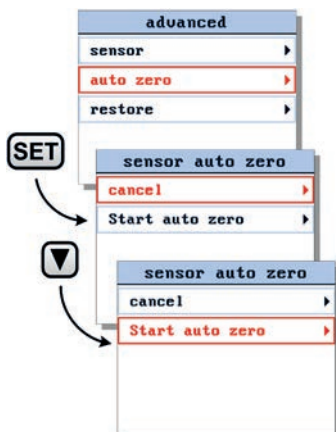 advanced
sensor
auto zero
restore
SET
sensor auto zero
cancel
Start auto zero
sensor auto zero
cancel
Start auto zero